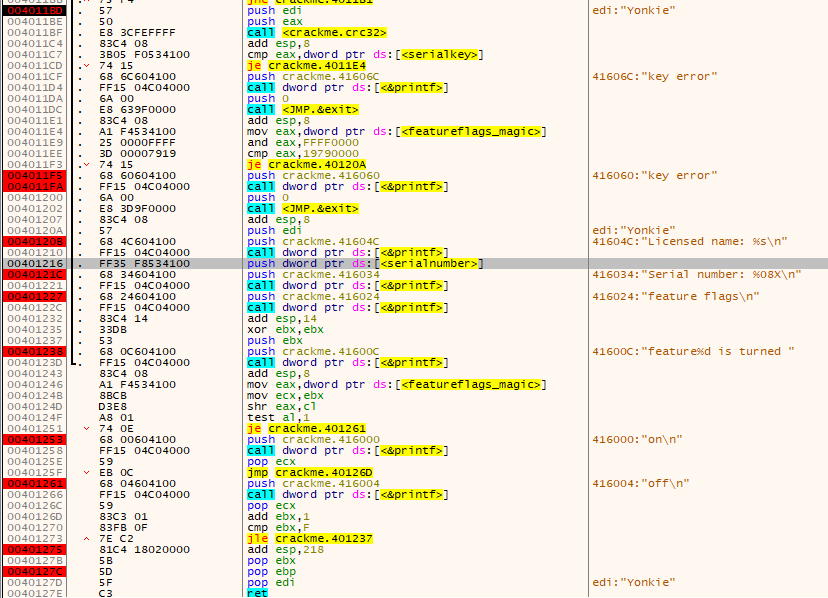 004011BD . 57 push edi edi:"Yonkie"
004011BE . 50 push eax
004011BF . E8 3CFEFFFF call <crackme.crc32>
004011C4 . 83C4 08 add esp,8
004011C7 . 3B05 F0534100 cmp eax,dword ptr ds:[<serialkey>]
004011CD . 74 15 je crackme.4011E4
004011CF . 68 6C604100 push crackme.41606C 41606C:"key error"
004011D4 . FF15 04C04000 call dword ptr ds:[<&printf>]
004011DA . 6A 00 push 0
004011DC . E8 639F0000 call <JMP.&exit>
004011E1 . 83C4 08 add esp,8
004011E4 . A1 F4534100 mov eax,dword ptr ds:[<featureflags_magic>]
004011E9 . 25 0000FFFF and eax,FFFF0000
004011EE . 3D 00007919 cmp eax,19790000
004011F3 . 74 15 je crackme.40120A
004011F5 . 68 60604100 push crackme.416060 416060:"key error"
004011FA . FF15 04C04000 call dword ptr ds:[<&printf>]
00401200 . 6A 00 push 0
00401202 . E8 3D9F0000 call <JMP.&exit>
00401207 . 83C4 08 add esp,8
0040120A . 57 push edi edi:"Yonkie"
0040120B . 68 4C604100 push crackme.41604C 41604C:"Licensed name: %s\n"
00401210 . FF15 04C04000 call dword ptr ds:[<&printf>]
00401216 . FF35 F8534100 push dword ptr ds:[<serialnumber>]
0040121C . 68 34604100 push crackme.416034 416034:"Serial number: %08X\n"
00401221 . FF15 04C04000 call dword ptr ds:[<&printf>]
00401227 . 68 24604100 push crackme.416024 416024:"feature flags\n"
0040122C . FF15 04C04000 call dword ptr ds:[<&printf>]
00401232 . 83C4 14 add esp,14
00401235 . 33DB xor ebx,ebx
00401237 . 53 push ebx
00401238 . 68 0C604100 push crackme.41600C 41600C:"feature%d is turned "
0040123D . FF15 04C04000 call dword ptr ds:[<&printf>]
00401243 83C4 08 add esp,8
00401246 A1 F4534100 mov eax,dword ptr ds:[<featureflags_magic>]
0040124B 8BCB mov ecx,ebx
0040124D D3E8 shr eax,cl
0040124F A8 01 test al,1
00401251 74 0E je crackme.401261
00401253 68 00604100 push crackme.416000 416000:"on\n"
00401258 FF15 04C04000 call dword ptr ds:[<&printf>]
0040125E 59 pop ecx
0040125F EB 0C jmp crackme.40126D
00401261 68 04604100 push crackme.416004 416004:"off\n"
00401266 FF15 04C04000 call dword ptr ds:[<&printf>]
0040126C 59 pop ecx
0040126D 83C3 01 add ebx,1
00401270 83FB 0F cmp ebx,F
00401273 7E C2 jle crackme.401237
00401275 81C4 18020000 add esp,218
0040127B 5B pop ebx
0040127C 5D pop ebp
0040127D 5F pop edi edi:"Yonkie"
0040127E C3 ret